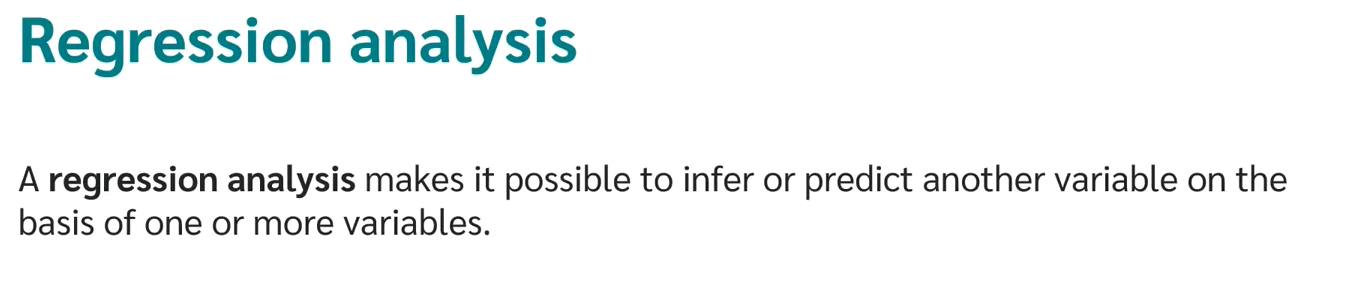 Regression analysis
A regression analysis makes it possible to infer or predict another variable on the
basis of one or more variables.